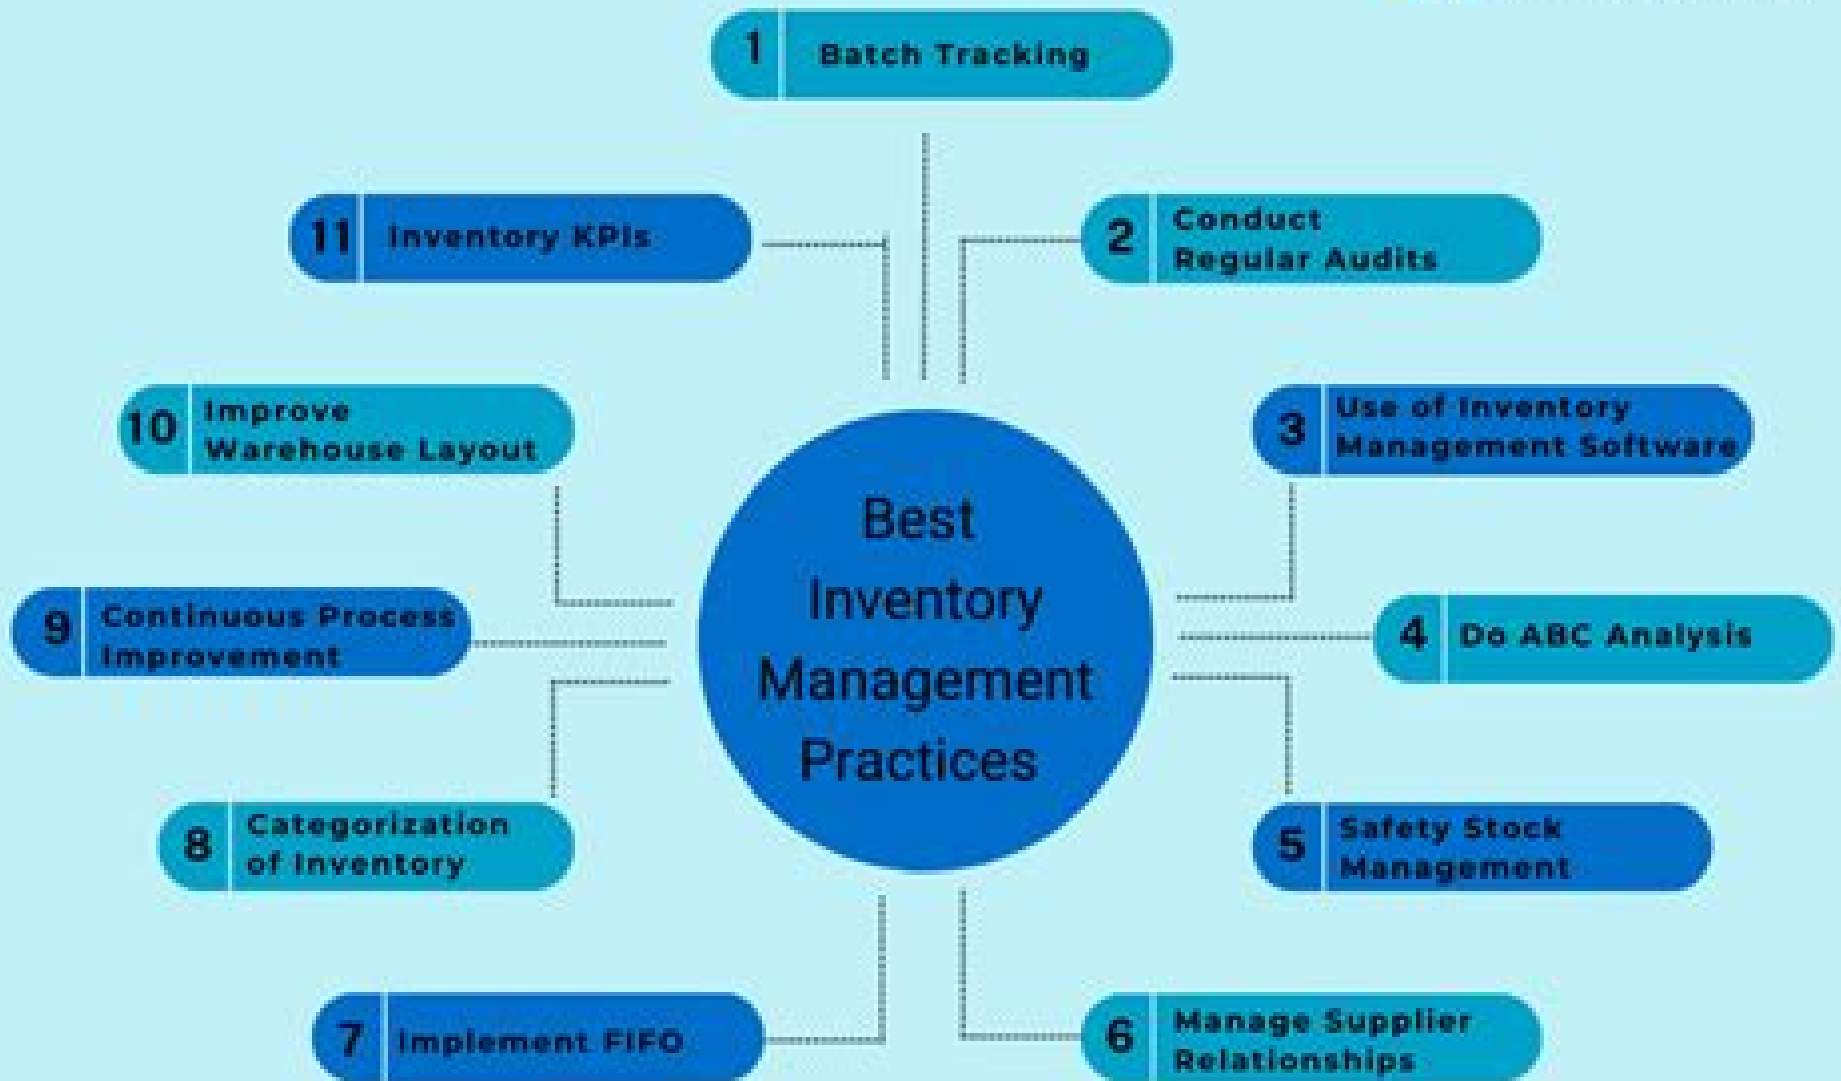 1 Batch Tracking
2 Conduct
Regular Audits
3 Use of Inventory
Management Software
4 Do ABC Analysis
5 Safety Stock
Management
6 Manage Supplier
Relationships
7 Implement FIFO
8 Categorization
of Inventory
9 Continuous Process
Improvement
10 Improve
Warehouse Layout
11 Inventory KPIs
Best
Inventory
Management
Practices